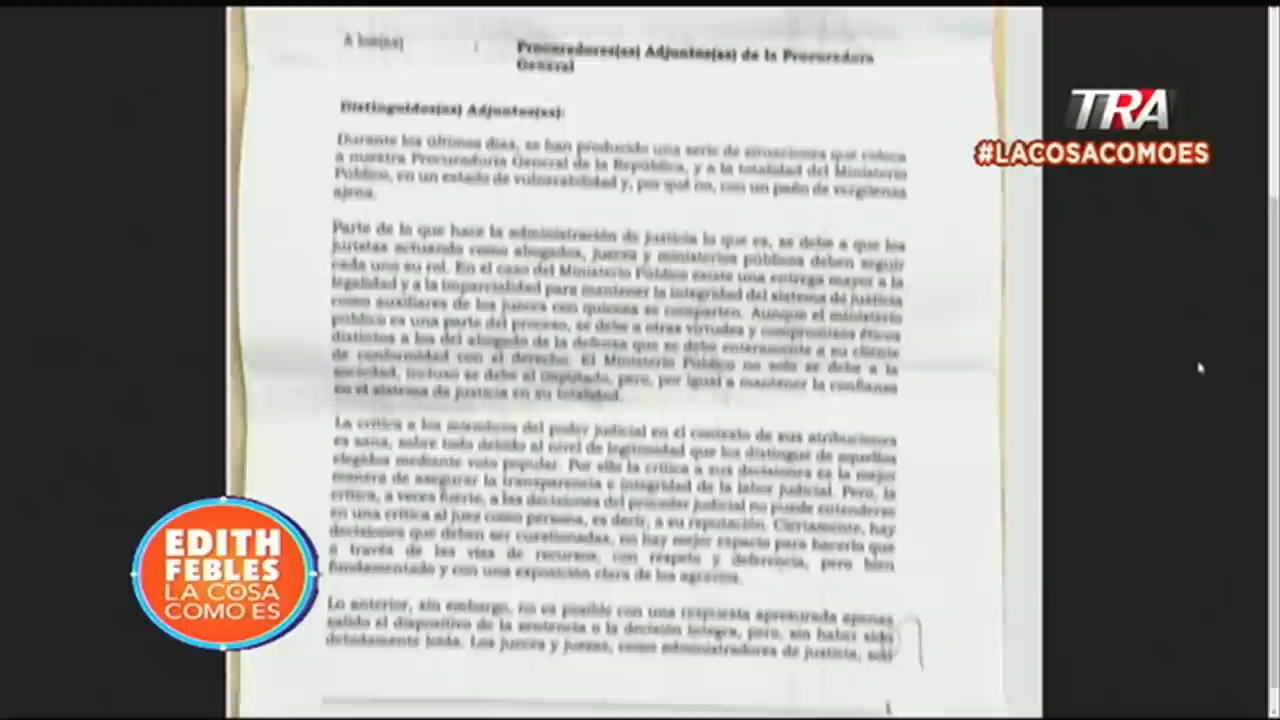 A los(as) : Procuradores(as) Adjuntos(as) de la Procuradora
General
Distinguidos(as) Adjuntos(as):
Durante los últimos días, se han producido una serie de situaciones que coloca
a nuestra Procuraduría General de la República, y a la totalidad del Ministerio
Público, en un estado de vulnerabilidad y, por qué no, con un paño de vergüenza
ajena.
Parte de lo que hace la administración de justicia lo que es, se debe a que los
juristas actuando como abogados, jueces y ministerios públicos deben seguir
cada uno su rol. En el caso del Ministerio Público existe una entrega mayor a la
legalidad y a la imparcialidad para mantener la integridad del sistema de justicia
como auxiliares de los jueces con quienes se comparten. Aunque el ministerio
público es una parte del proceso, se debe a otras virtudes y compromisos éticos
distintos a los del abogado de la defensa que se debe enteramente a su cliente
de conformidad con el derecho. El Ministerio Público no solo se debe a la
sociedad, incluso se debe al imputado, pero, por igual a mantener la confianza
en el sistema de justicia en su totalidad.
La crítica a los miembros del poder judicial en el contexto de sus atribuciones
es sana, sobre todo debido al nivel de legitimidad que los distingue de aquellos
elegidos mediante voto popular. Por ello la crítica a sus decisiones es la mejor
manera de asegurar la transparencia e integridad de la labor judicial. Pero, la
crítica, a veces fuerte, a las decisiones del proceder judicial no puede entenderse
en una crítica al juez como persona, es decir, a su reputación. Ciertamente, hay
decisiones que deben ser cuestionadas, no hay mejor espacio para hacerlo que
a través de las vías de recursos, con respeto y deferencia, pero bien
fundamentado y con una exposición clara de los agravios.
Lo anterior, sin embargo, no es posible con una respuesta apresurada apenas
salido el dispositivo de la sentencia o la decisión íntegra, pero, sin haber sido
debidamente leída. Los jueces y juezas, como administradores de justicia, solo
1
TRA
#LACOSACOMOES
EDITH
FEBLES
LA COSA
COMO ES